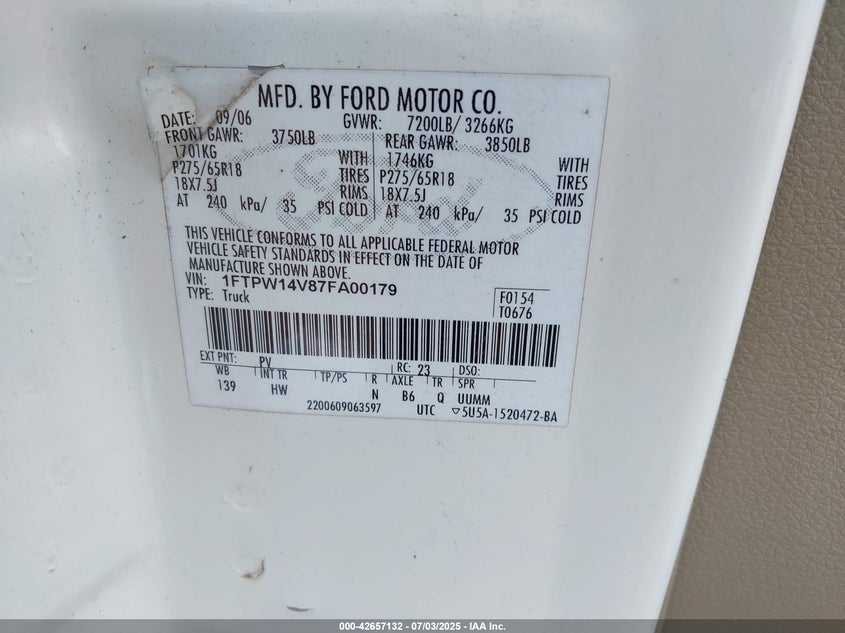 MFD. BY FORD MOTOR CO.
DATE: 09/06 GVWR: 7200LB/ 3266KG
FRONT GAWR: 3750LB REAR GAWR: 3850LB
1701KG WITH 1746KG WITH
P275/65R18 TIRES P275/65R18 TIRES
18X7.5J RIMS 18X7.5J RIMS
AT 240 kPa/ 35 PSI COLD AT 240 kPa/ 35 PSI COLD
THIS VEHICLE CONFORMS TO ALL APPLICABLE FEDERAL MOTOR
VEHICLE SAFETY STANDARDS IN EFFECT ON THE DATE OF
MANUFACTURE SHOWN ABOVE.
VIN: 1FTPW14V87FA00179
TYPE: Truck
F0154
T0676
EXT PNT: PV RC: 23 DSO:
WB INT TR TP/PS R AXLE TR SPR
139 HW N B6 Q UUMM
2200609063597 UTC ▽5U5A-1520472-BA
Ford
000-42657132 - 07/03/2025 - IAA Inc.